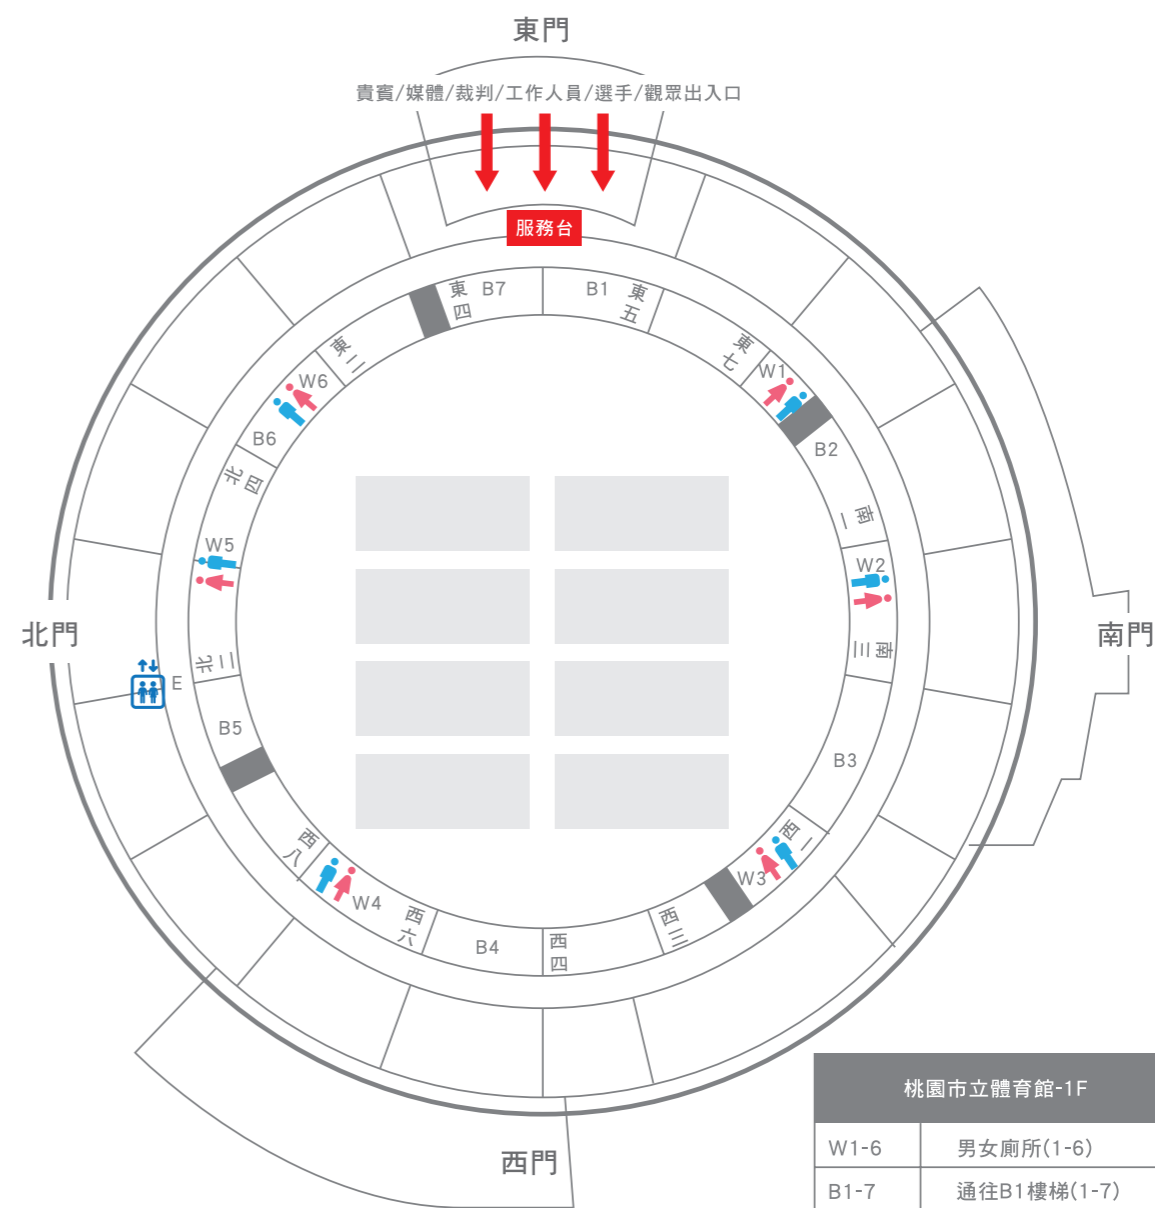 東門
貴賓/媒體/裁判/工作人員/選手/觀眾出入口
服務台
東四
B7
B1
東五
東二
東七
W6
W1
B6
B2
北四
南一
W5
W2
北門
南門
北二
南三
E
B5
B3
西八
西一
W4
W3
西六
西三
B4
西四
西門
桃園市立體育館-1F
W1-6 男女廁所(1-6)
B1-7 通往B1樓梯(1-7)